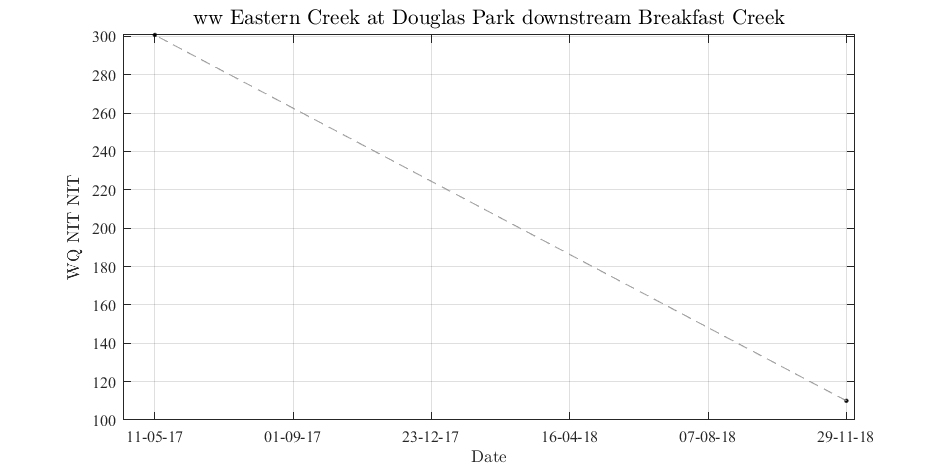 ww Eastern Creek at Douglas Park downstream Breakfast Creek
300
280
260
240
220
200
180
160
140
120
100
WQ NIT NIT
11-05-17 01-09-17 23-12-17 16-04-18 07-08-18 29-11-18
Date